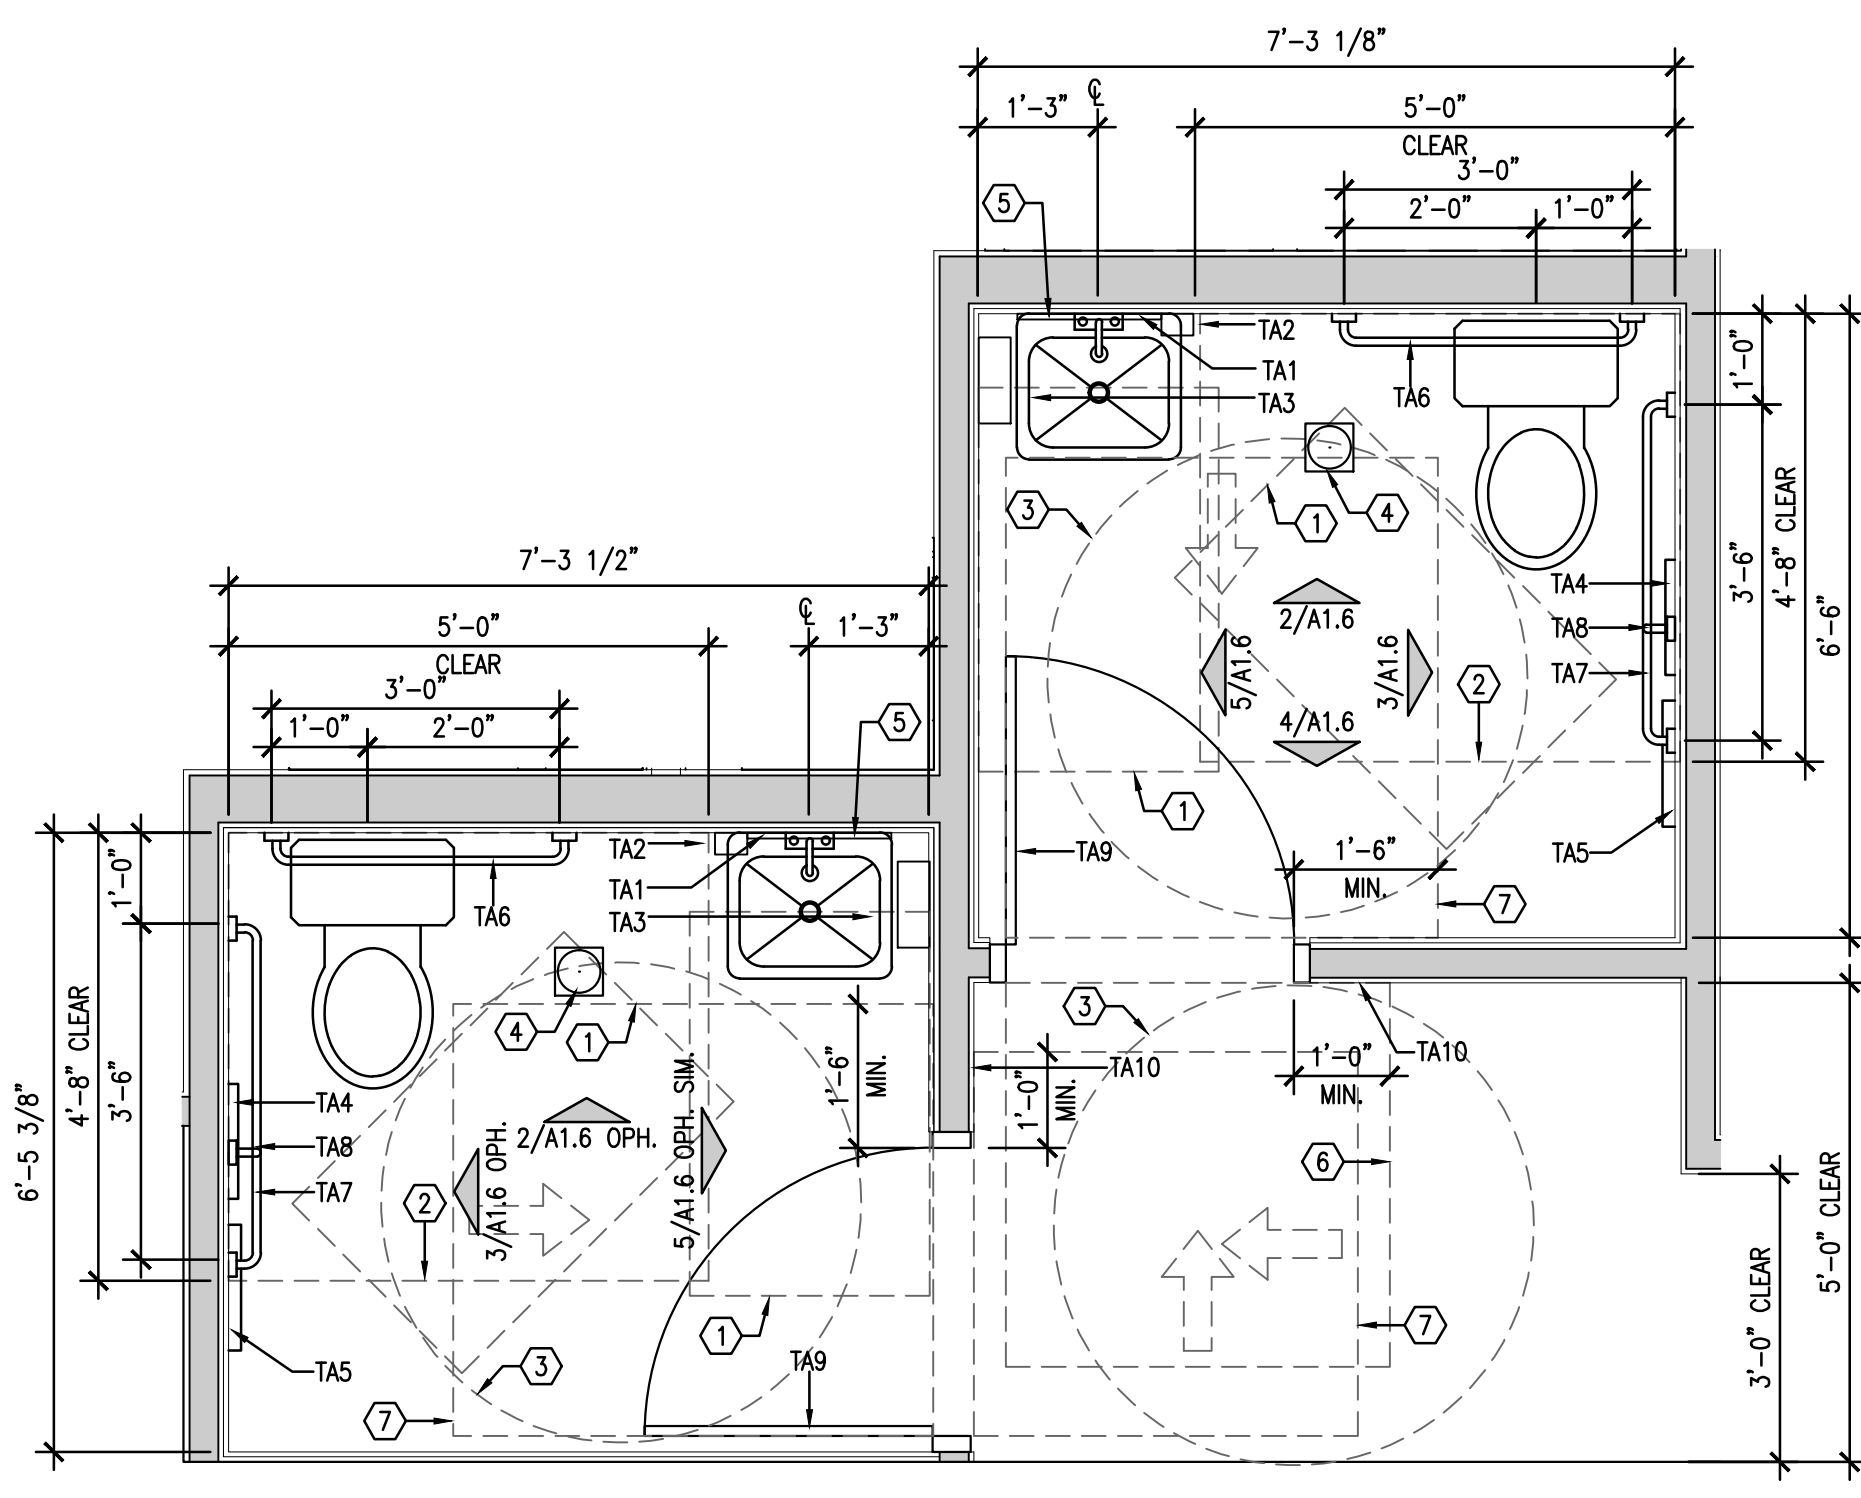 7'-3 1/8"
1'-3"
℄
5'-0"
CLEAR
3'-0"
2'-0"
1'-0"
5
TA2
TA1
TA3
TA6
1'-0"
3
1
4
4'-8" CLEAR
3'-6"
6'-6"
TA4
TA8
TA7
2/A1.6
5/A1.6
3/A1.6
4/A1.6
2
1
TA9
1'-6"
MIN.
TA5
7
7'-3 1/2"
5'-0"
CLEAR
℄
1'-3"
3'-0"
1'-0"
2'-0"
5
TA2
TA1
TA3
TA6
1'-0"
4
1
1'-6"
MIN.
4'-8" CLEAR
3'-6"
6'-5 3/8"
TA4
TA8
TA7
2/A1.6 OPH.
3/A1.6 OPH.
5/A1.6 OPH. SIM.
2
1
TA9
3
TA5
7
3
TA10
1'-0"
MIN.
1'-0"
MIN.
TA10
6
7
3'-0" CLEAR
5'-0" CLEAR